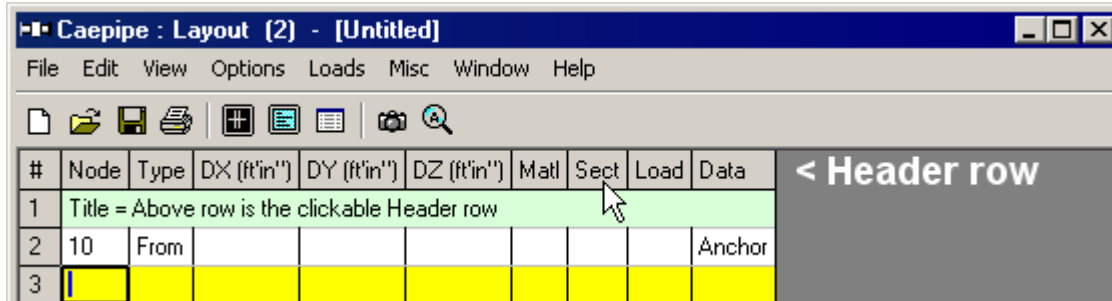 Caepipe : Layout (2) - [Untitled]
File Edit View Options Loads Misc Window Help
# Node Type DX (ft'in") DY (ft'in") DZ (ft'in") Matl Sect Load Data < Header row
1 Title = Above row is the clickable Header row
2 10 From Anchor
3